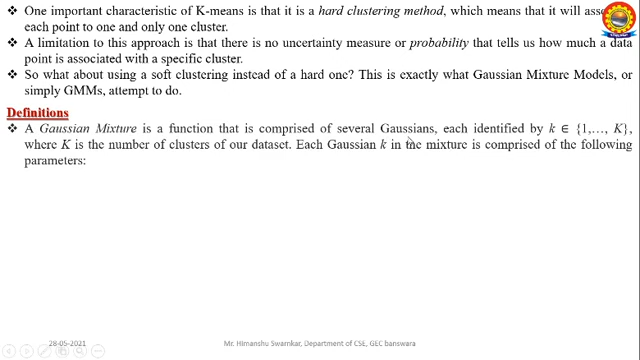 ❖ One important characteristic of K-means is that it is a hard clustering method, which means that it will
each point to one and only one cluster.
❖ A limitation to this approach is that there is no uncertainty measure or probability that tells us how much a data
point is associated with a specific cluster.
❖ So what about using a soft clustering instead of a hard one? This is exactly what Gaussian Mixture Models, or
simply GMMs, attempt to do.
Definitions
❖ A Gaussian Mixture is a function that is comprised of several Gaussians, each identified by k ∈ {1,…, K},
where K is the number of clusters of our dataset. Each Gaussian k in the mixture is comprised of the following
parameters:
28-05-2021
Mr. Himanshu Swarnkar, Department of CSE, GEC banswara